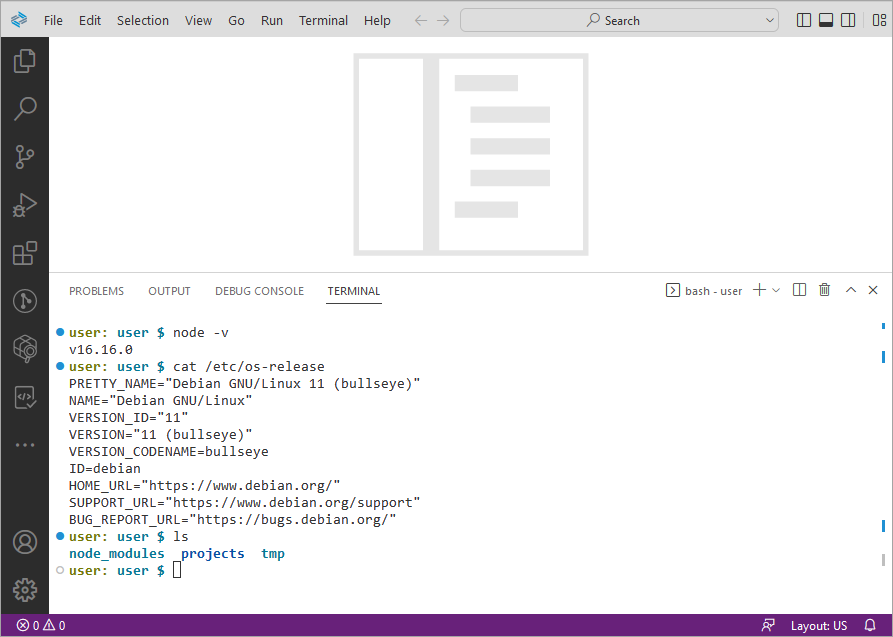 File Edit Selection View Go Run Terminal Help Search
PROBLEMS OUTPUT DEBUG CONSOLE TERMINAL bash - user
user: user $ node -v
v16.16.0
user: user $ cat /etc/os-release
PRETTY_NAME="Debian GNU/Linux 11 (bullseye)"
NAME="Debian GNU/Linux"
VERSION_ID="11"
VERSION="11 (bullseye)"
VERSION_CODENAME=bullseye
ID=debian
HOME_URL="https://www.debian.org/"
SUPPORT_URL="https://www.debian.org/support"
BUG_REPORT_URL="https://bugs.debian.org/"
user: user $ ls
node_modules projects tmp
user: user $
0 0 Layout: US